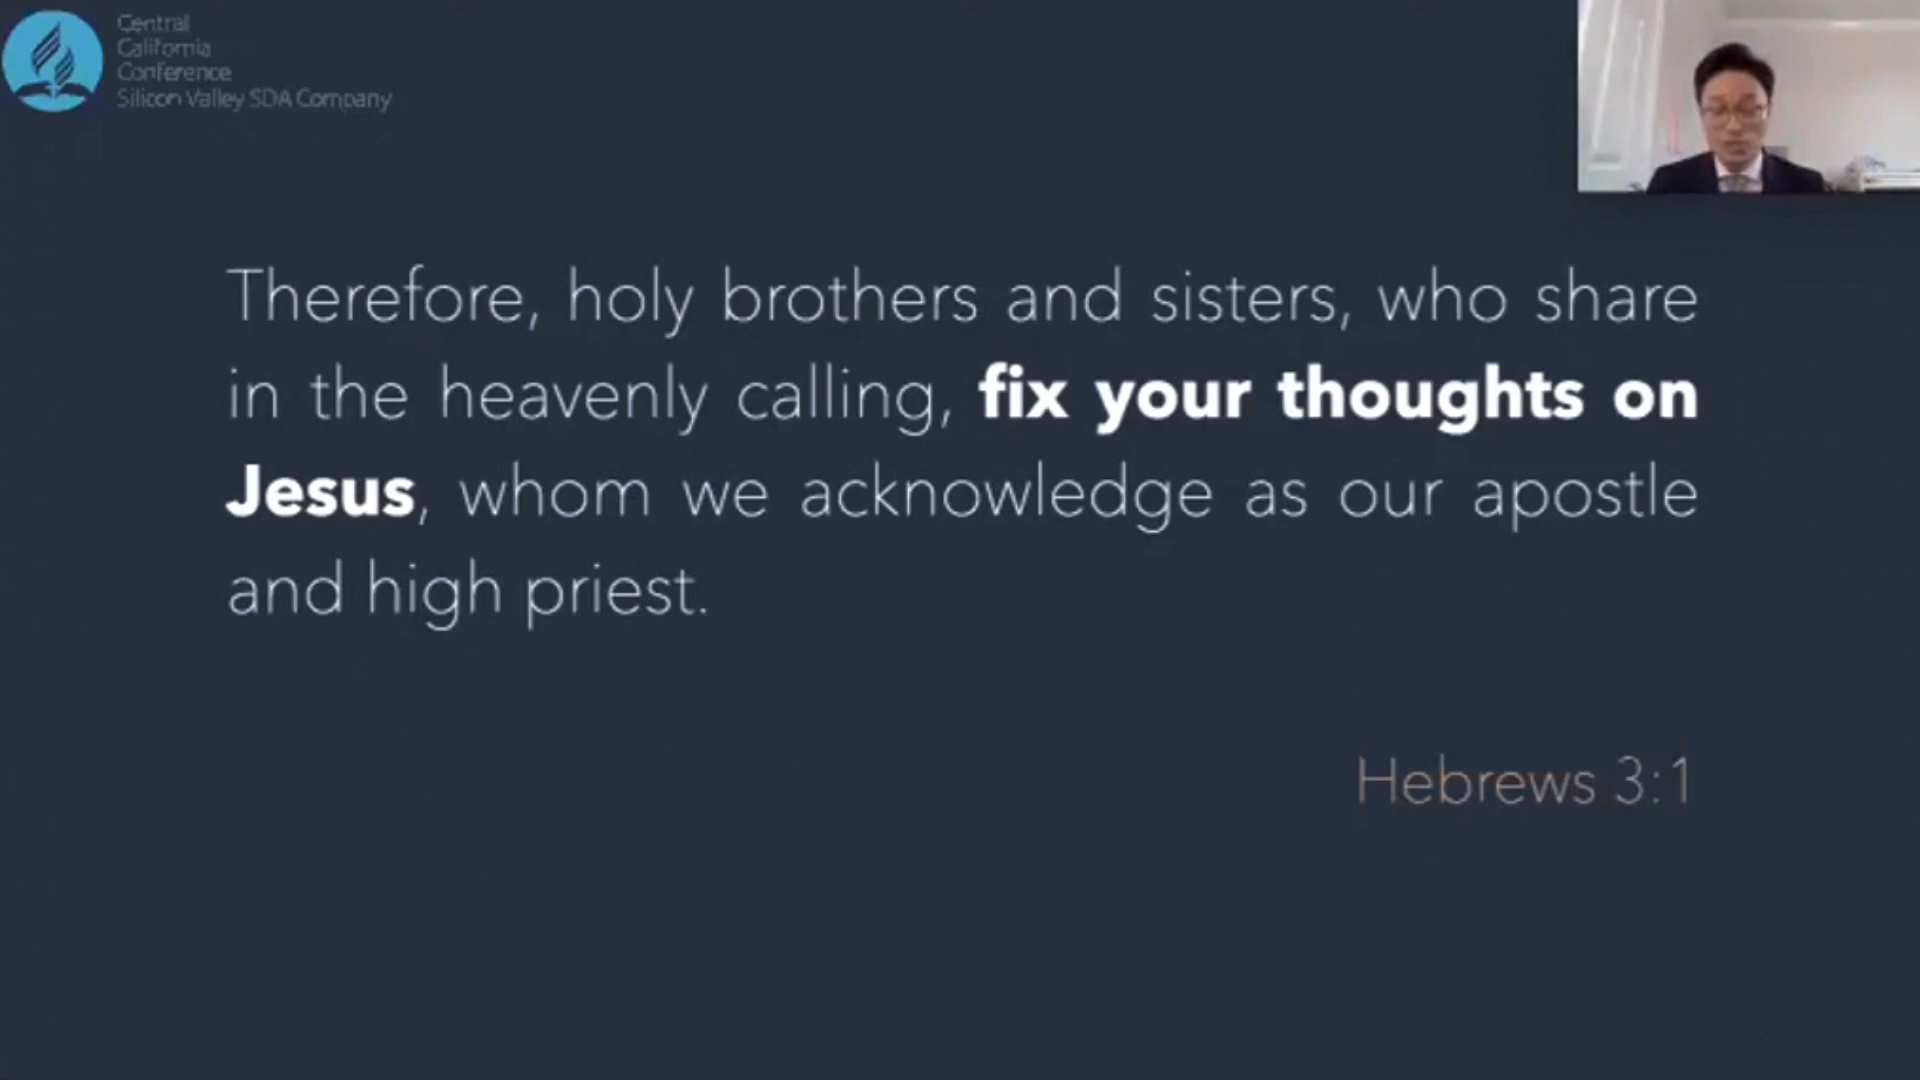 Central
California
Conference
Silicon Valley SDA Company
Therefore, holy brothers and sisters, who share
in the heavenly calling, fix your thoughts on
Jesus, whom we acknowledge as our apostle
and high priest.
Hebrews 3:1